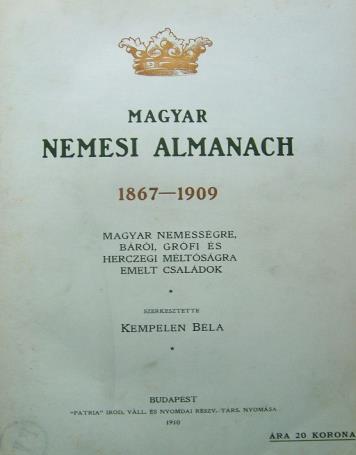 MAGYAR
NEMESI ALMANACH
1867—1909
MAGYAR NEMESSÉGRE,
BÁRÓI, GRÓFI ÉS
HERCZEGI MÉLTÓSÁGRA
EMELT CSALÁDOK
*
SZERKESZTETTE
KEMPELEN BÉLA
*
BUDAPEST
"PATRIA" IROD. VÁLL. ÉS NYOMDAI RÉSZV.-TÁRS. NYOMÁSA
1910
ÁRA 20 KORONA